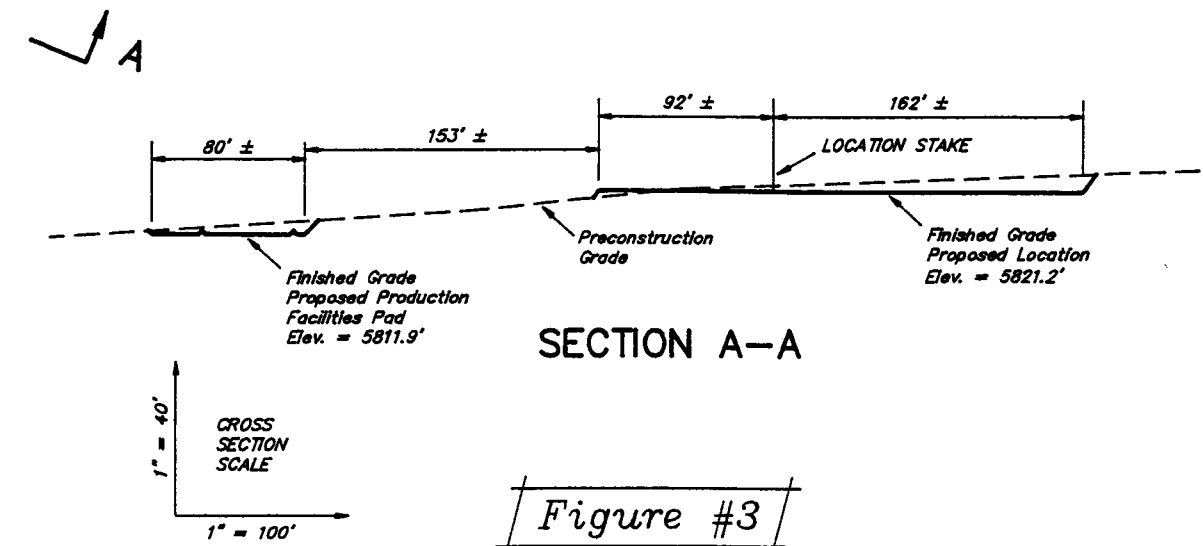 A
92' ±
162' ±
80' ±
153' ±
LOCATION STAKE
Preconstruction
Grade
Finished Grade
Proposed Location
Elev. = 5821.2'
Finished Grade
Proposed Production
Facilities Pad
Elev. = 5811.9'
SECTION A-A
1" = 40'
CROSS
SECTION
SCALE
1" = 100'
Figure #3